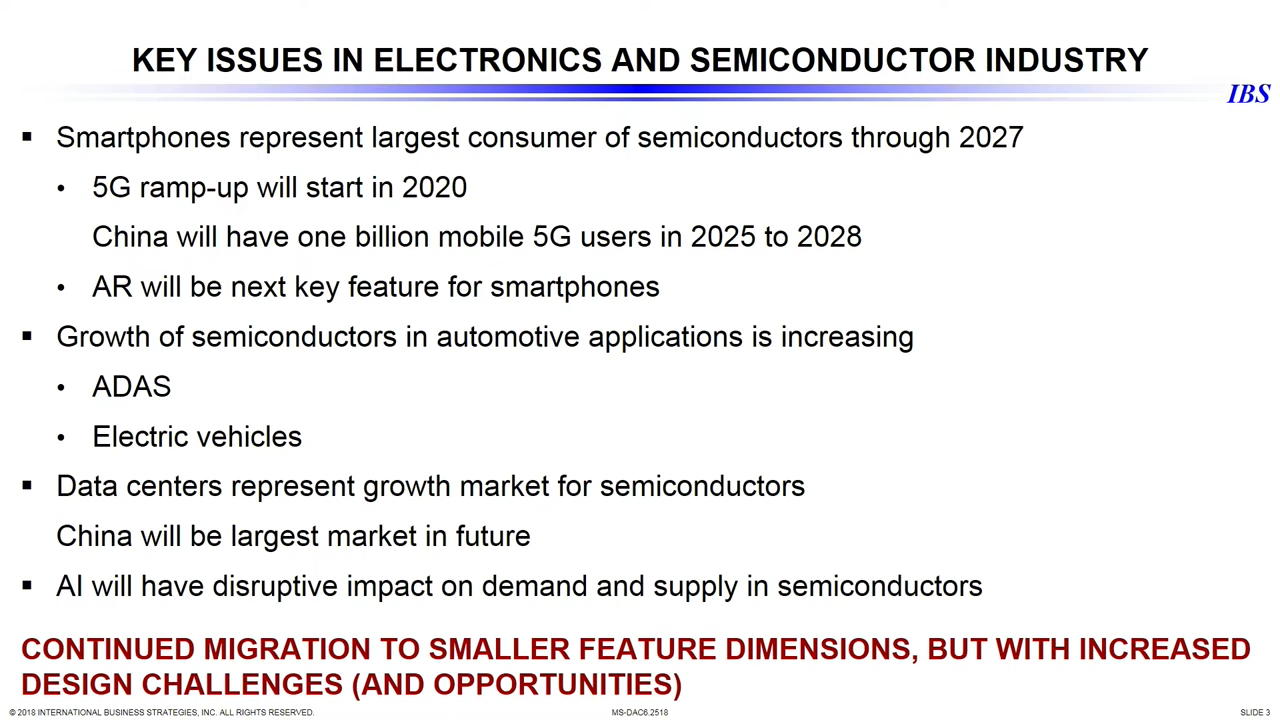 KEY ISSUES IN ELECTRONICS AND SEMICONDUCTOR INDUSTRY
IBS
▪ Smartphones represent largest consumer of semiconductors through 2027
• 5G ramp-up will start in 2020
China will have one billion mobile 5G users in 2025 to 2028
• AR will be next key feature for smartphones
▪ Growth of semiconductors in automotive applications is increasing
• ADAS
• Electric vehicles
▪ Data centers represent growth market for semiconductors
China will be largest market in future
▪ AI will have disruptive impact on demand and supply in semiconductors
CONTINUED MIGRATION TO SMALLER FEATURE DIMENSIONS, BUT WITH INCREASED
DESIGN CHALLENGES (AND OPPORTUNITIES)
© 2018 INTERNATIONAL BUSINESS STRATEGIES, INC. ALL RIGHTS RESERVED. MS-DAC6.2518 SLIDE 3